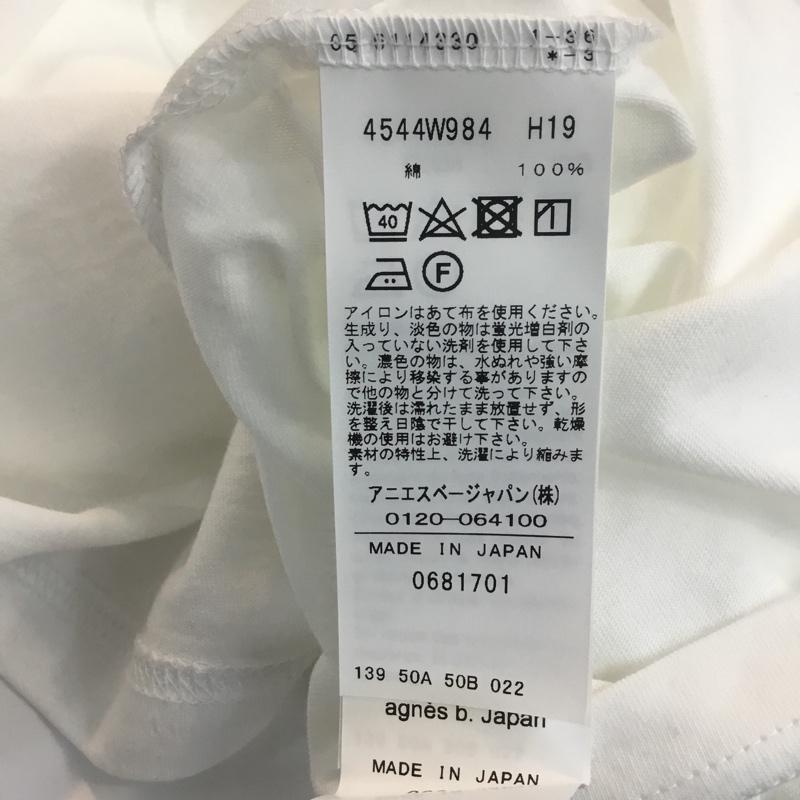 1-36
*-3
4544W984 H19
綿 100%
40
F
アイロンはあて布を使用ください。
生成り、淡色の物は蛍光増白剤の
入っていない洗剤を使用して下さ
い。濃色の物は、水ぬれや強い摩
擦により移染する事がありますの
で他の物と分けて洗って下さい。
洗濯後は濡れたまま放置せず、形
を整え日陰で干して下さい。乾燥
機の使用はお避け下さい。
素材の特性上、洗濯により縮みま
す。
アニエスベージャパン(株)
0120-064100
MADE IN JAPAN
0681701
139 50A 50B 022
agnès b. Japan
MADE IN JAPAN